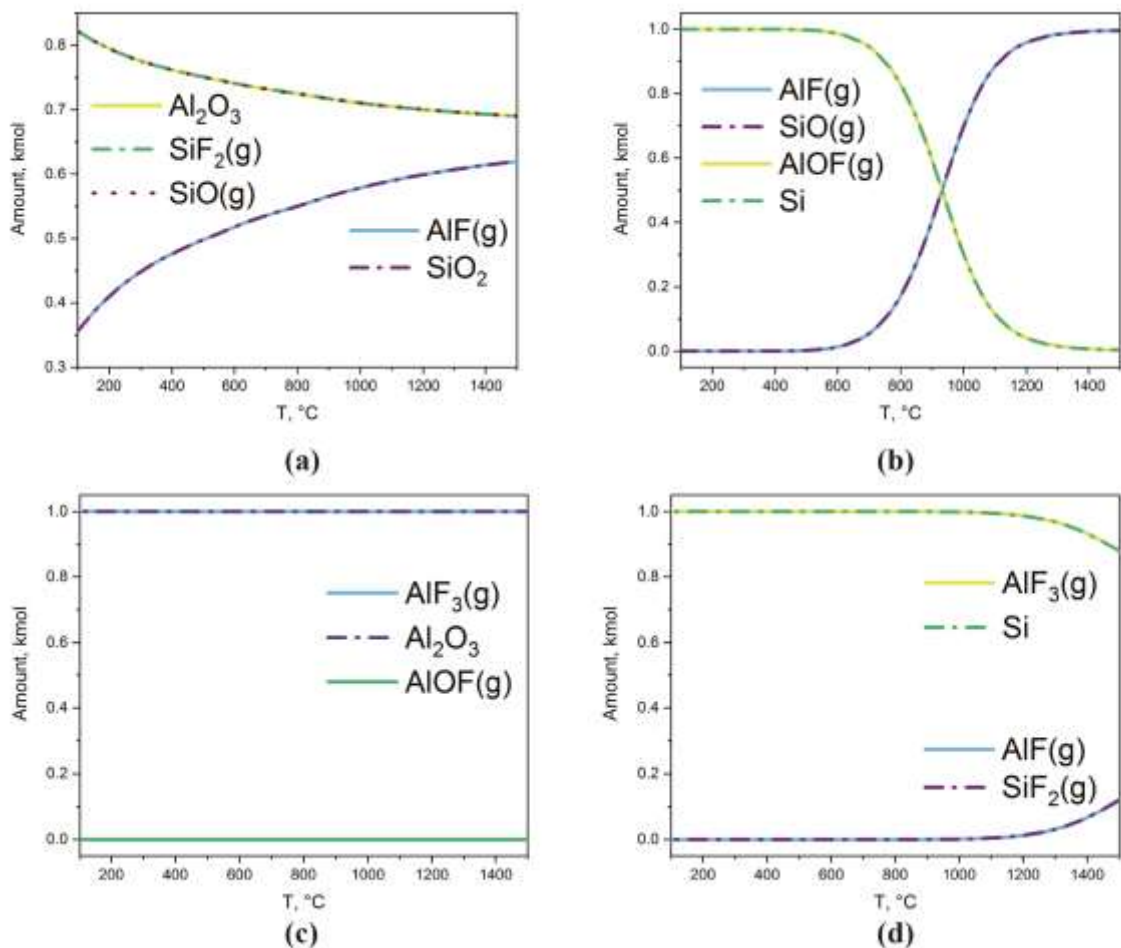 0.8
0.7
0.6
0.5
0.4
0.3
Amount, kmol
Al₂O₃
SiF₂(g)
SiO(g)
AlF(g)
SiO₂
200 400 600 800 1000 1200 1400
T, °C
(a)
1.0
0.8
0.6
0.4
0.2
0.0
Amount, kmol
AlF(g)
SiO(g)
AlOF(g)
Si
200 400 600 800 1000 1200 1400
T, °C
(b)
1.0
0.8
0.6
0.4
0.2
0.0
Amount, kmol
AlF₃(g)
Al₂O₃
AlOF(g)
200 400 600 800 1000 1200 1400
T, °C
(c)
1.0
0.8
0.6
0.4
0.2
0.0
Amount, kmol
AlF₃(g)
Si
AlF(g)
SiF₂(g)
200 400 600 800 1000 1200 1400
T, °C
(d)